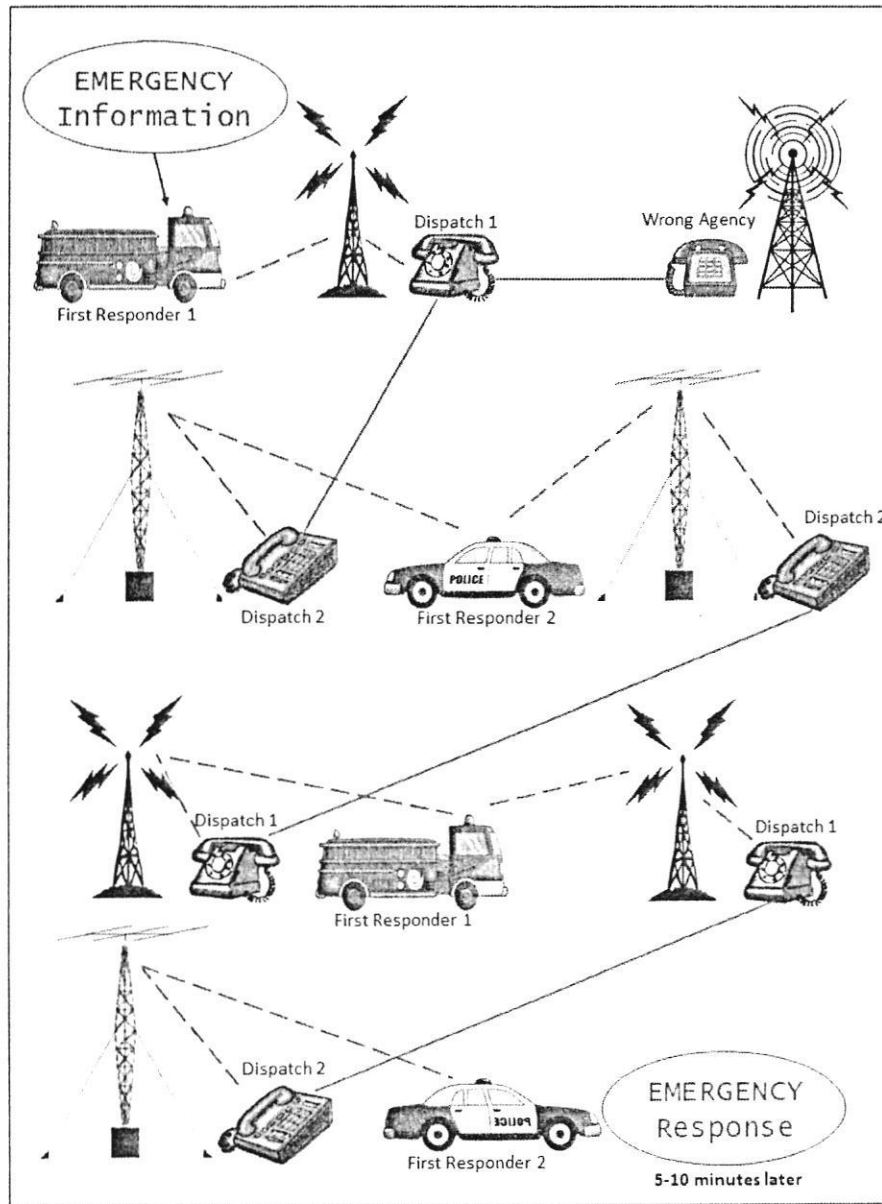 EMERGENCY
Information
Dispatch 1
Wrong Agency
First Responder 1
Dispatch 2
POLICE
Dispatch 2
First Responder 2
Dispatch 1
Dispatch 1
First Responder 1
Dispatch 2
POLICE
First Responder 2
EMERGENCY
Response
5-10 minutes later